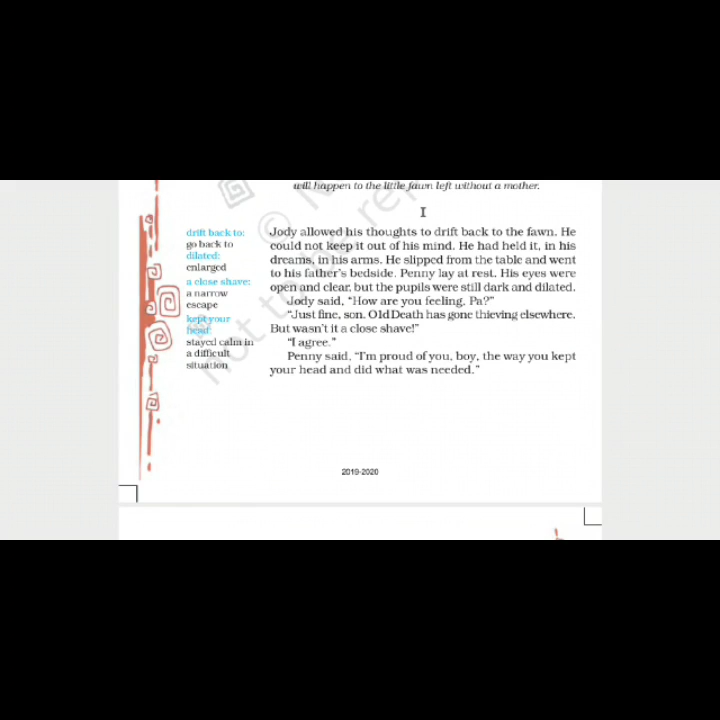 will happen to the little fawn left without a mother.
I
drift back to:
go back to
dilated:
enlarged
a close shave:
a narrow
escape
kept your
head:
stayed calm in
a difficult
situation
Jody allowed his thoughts to drift back to the fawn. He
could not keep it out of his mind. He had held it, in his
dreams, in his arms. He slipped from the table and went
to his father's bedside. Penny lay at rest. His eyes were
open and clear, but the pupils were still dark and dilated.
Jody said, “How are you feeling, Pa?”
“Just fine, son. Old Death has gone thieving elsewhere.
But wasn't it a close shave!”
“I agree.”
Penny said, “I'm proud of you, boy, the way you kept
your head and did what was needed.”
2019-2020